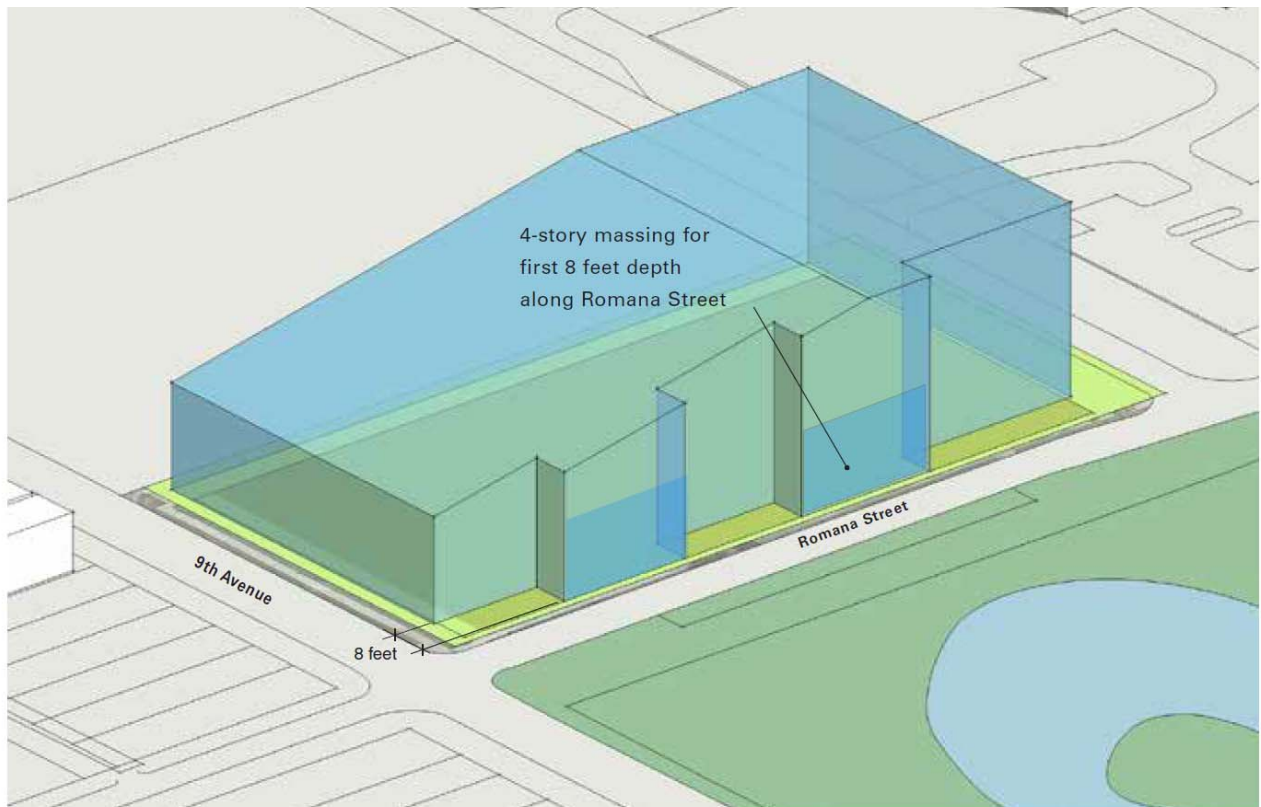 4-story massing for
first 8 feet depth
along Romana Street
Romana Street
9th Avenue
8 feet